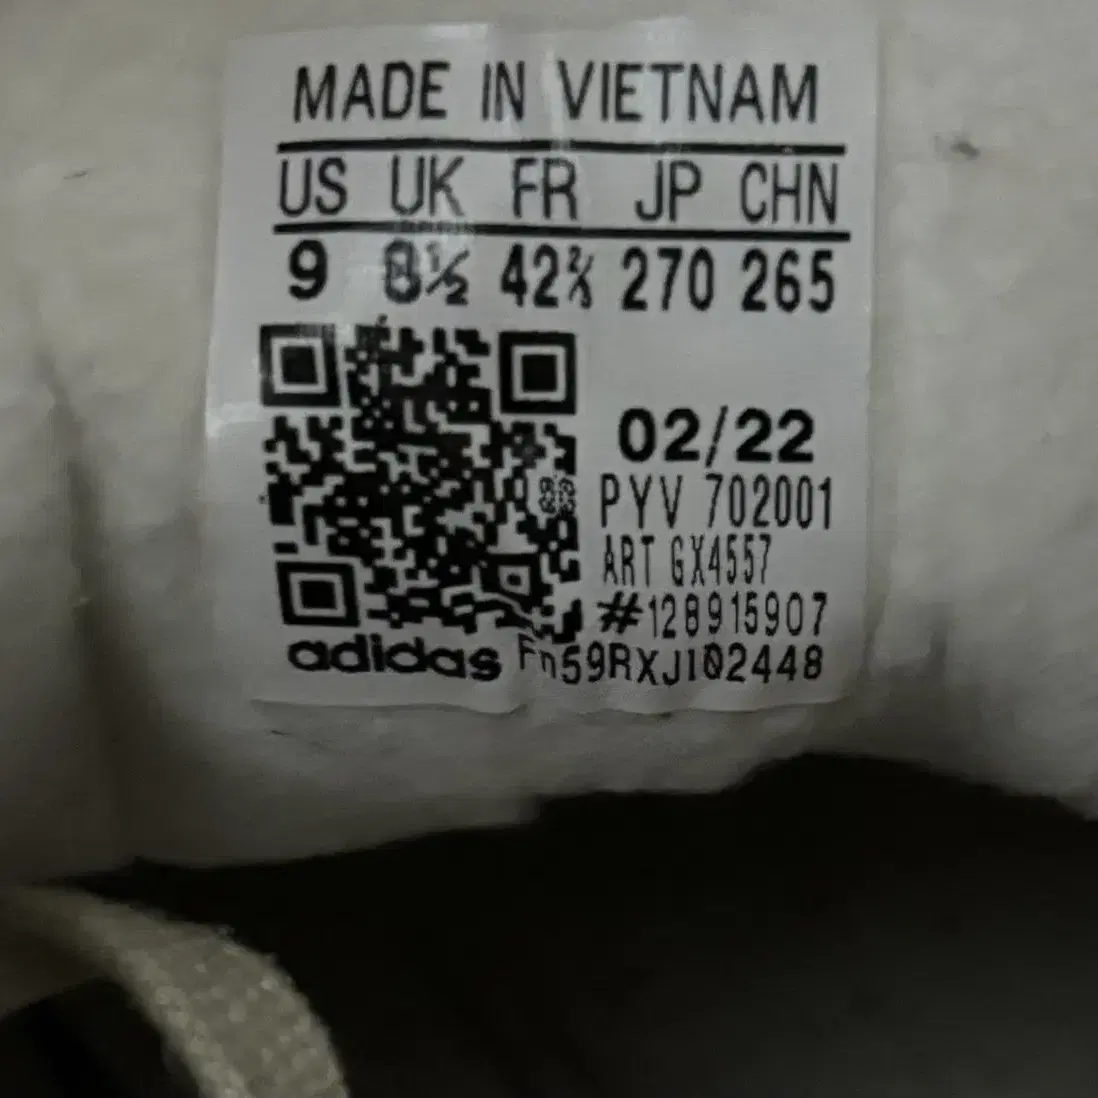 MADE IN VIETNAM
US UK FR JP CHN
9 8½ 42⅔ 270 265
02/22
PYV 702001
ART GX4557
#128915907
adidas Fn59RXJ102448